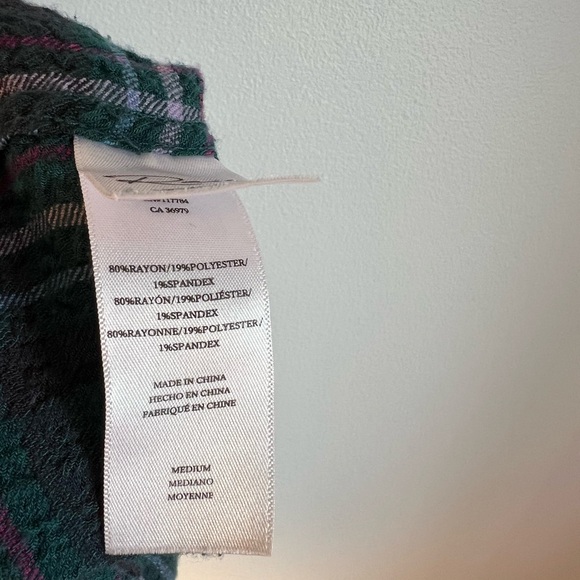 CA 36979
80%RAYON/19%POLYESTER/
1%SPANDEX
80%RAYÓN/19%POLIÉSTER/
1%SPANDEX
80%RAYONNE/19%POLYESTER/
1%SPANDEX
MADE IN CHINA
HECHO EN CHINA
FABRIQUÉ EN CHINE
MEDIUM
MEDIANO
MOYENNE